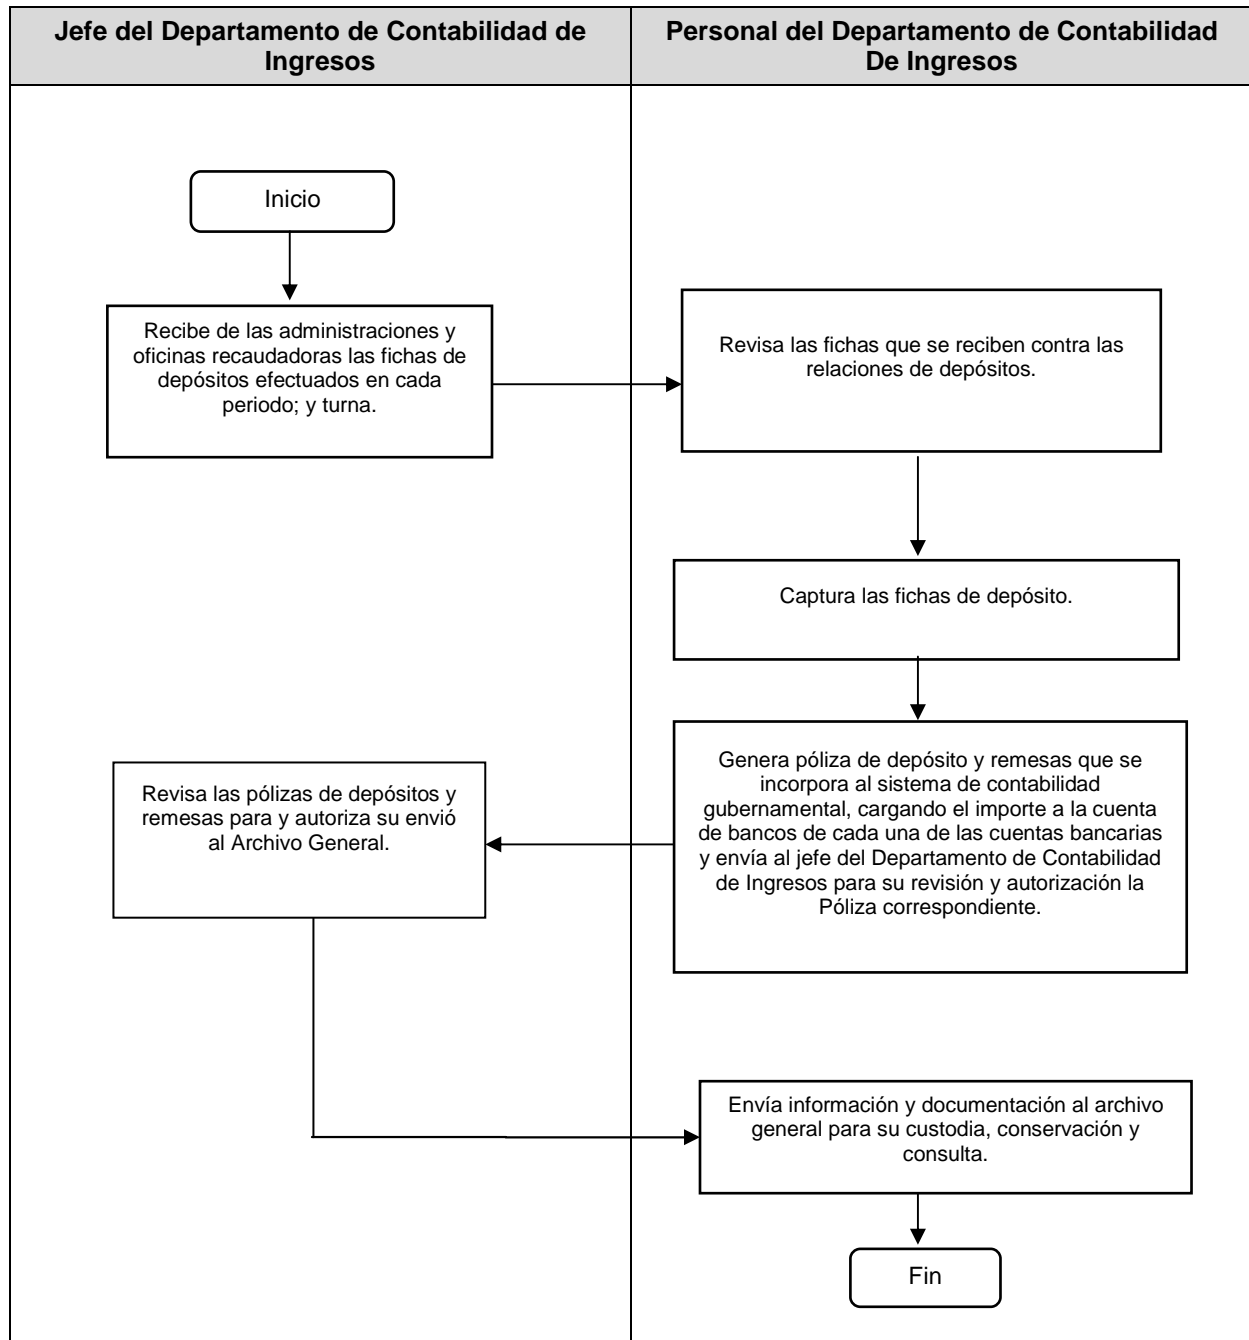 Jefe del Departamento de Contabilidad de
Ingresos
Personal del Departamento de Contabilidad
De Ingresos
Inicio
Recibe de las administraciones y
oficinas recaudadoras las fichas de
depósitos efectuados en cada
periodo; y turna.
Revisa las fichas que se reciben contra las
relaciones de depósitos.
Captura las fichas de depósito.
Genera póliza de depósito y remesas que se
incorpora al sistema de contabilidad
gubernamental, cargando el importe a la cuenta
de bancos de cada una de las cuentas bancarias
y envía al jefe del Departamento de Contabilidad
de Ingresos para su revisión y autorización la
Póliza correspondiente.
Revisa las pólizas de depósitos y
remesas para y autoriza su envió
al Archivo General.
Envía información y documentación al archivo
general para su custodia, conservación y
consulta.
Fin